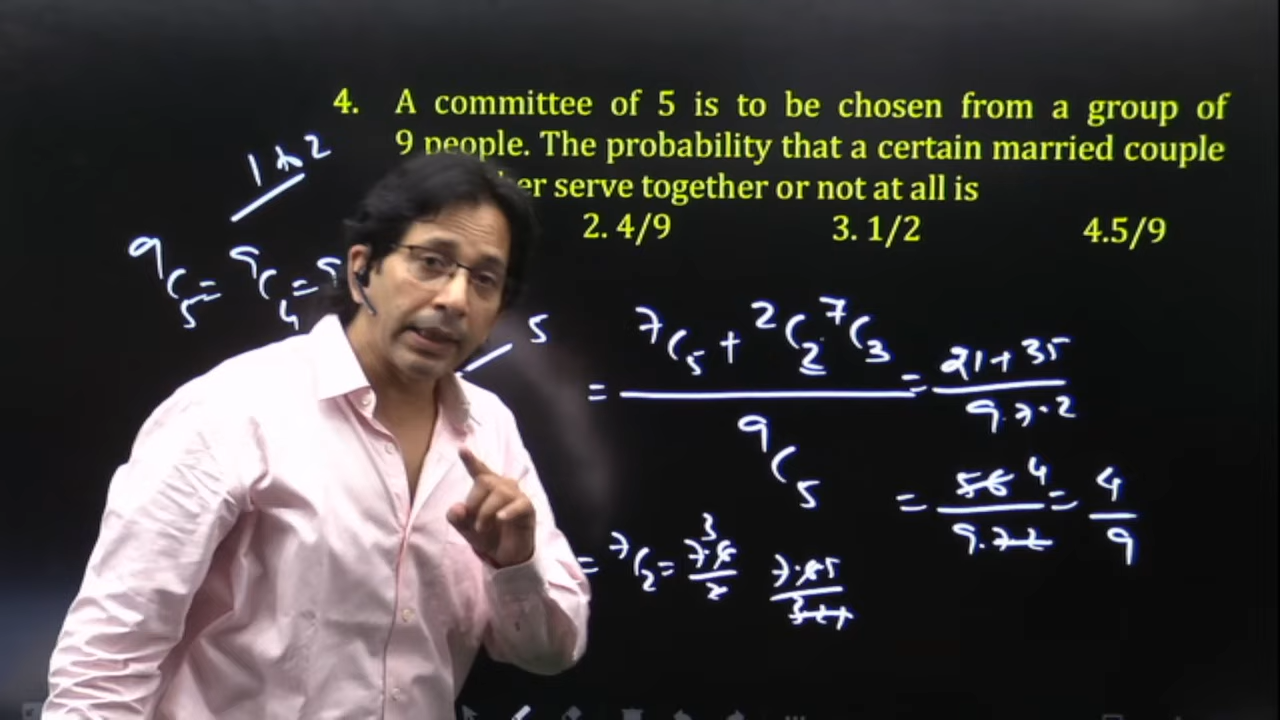 4. A committee of 5 is to be chosen from a group of
9 people. The probability that a certain married couple
er serve together or not at all is
2. 4/9 3. 1/2 4.5/9
⁹C₅ = ⁹C₄ = ⁹
5
= (⁷C₅ + ²C₂ ⁷C₃) / ⁹C₅ = (21 + 35) / (9.7.2)
= 56 4 / 9.7.2 = 4/9
= ⁷C₂ = 7.6 3 / 2